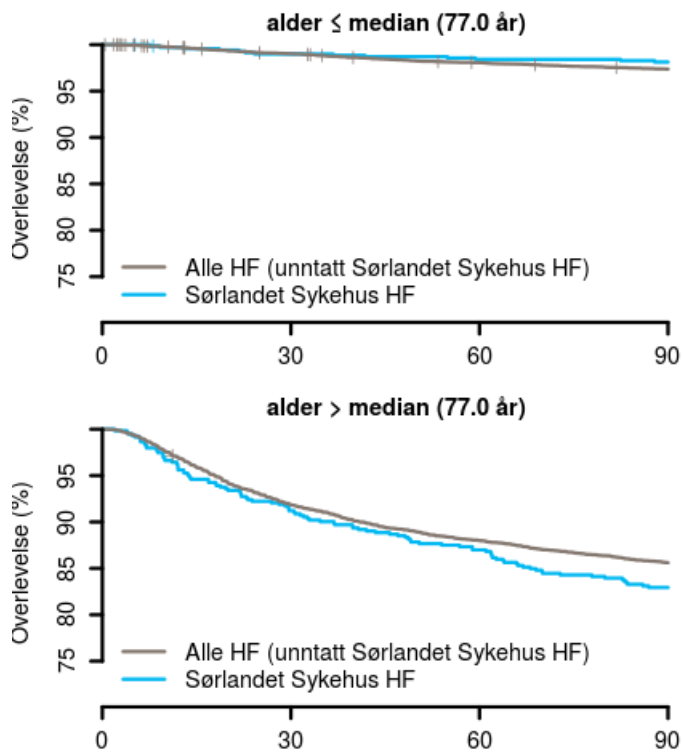 alder ≤ median (77.0 år)
Overlevelse (%)
95
90
85
80
75
Alle HF (unntatt Sørlandet Sykehus HF)
Sørlandet Sykehus HF
0 30 60 90
alder > median (77.0 år)
Overlevelse (%)
95
90
85
80
75
Alle HF (unntatt Sørlandet Sykehus HF)
Sørlandet Sykehus HF
0 30 60 90